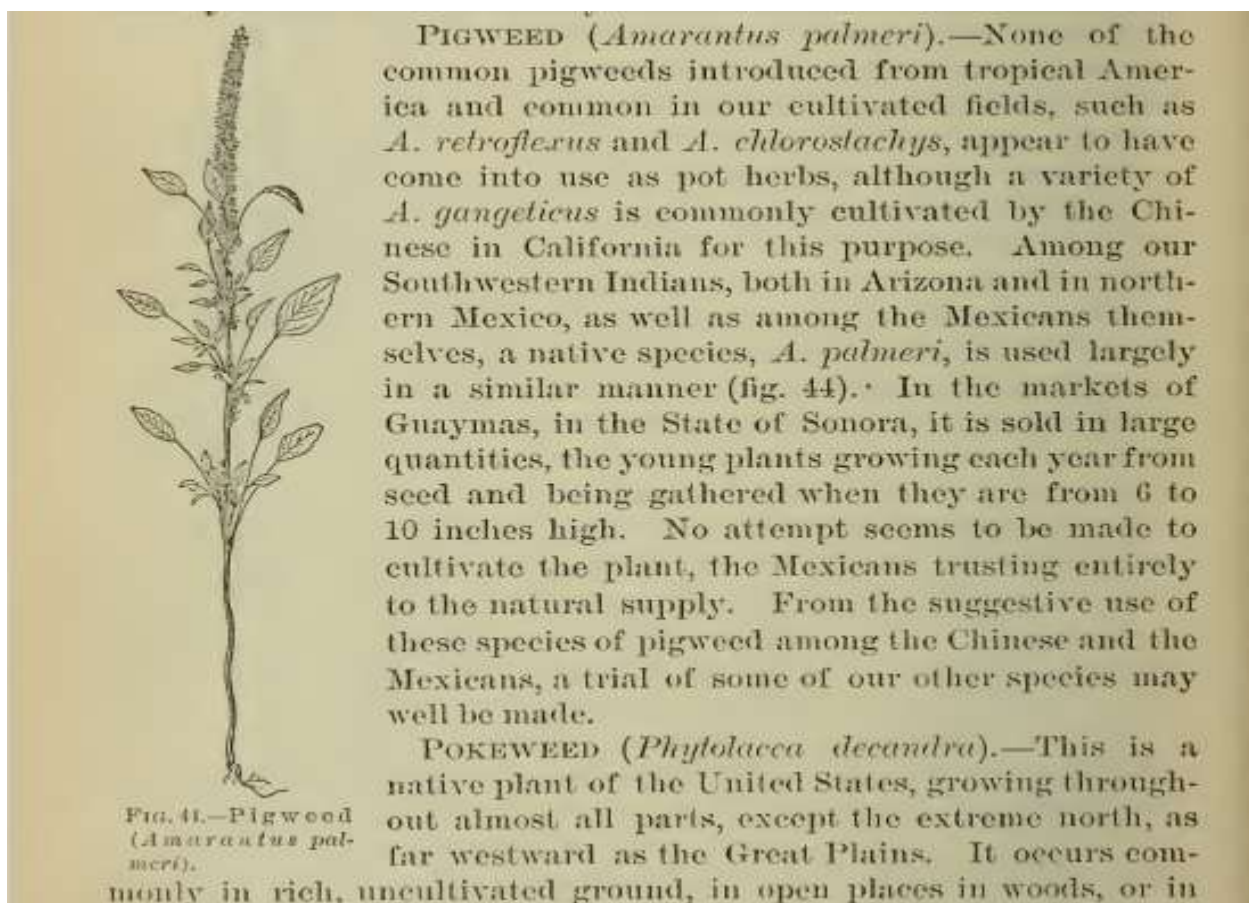 PIGWEED (Amarantus palmeri).—None of the
common pigweeds introduced from tropical Amer-
ica and common in our cultivated fields, such as
A. retroflexus and A. chlorostachys, appear to have
come into use as pot herbs, although a variety of
A. gangeticus is commonly cultivated by the Chi-
nese in California for this purpose. Among our
Southwestern Indians, both in Arizona and in north-
ern Mexico, as well as among the Mexicans them-
selves, a native species, A. palmeri, is used largely
in a similar manner (fig. 44). In the markets of
Guaymas, in the State of Sonora, it is sold in large
quantities, the young plants growing each year from
seed and being gathered when they are from 6 to
10 inches high. No attempt seems to be made to
cultivate the plant, the Mexicans trusting entirely
to the natural supply. From the suggestive use of
these species of pigweed among the Chinese and the
Mexicans, a trial of some of our other species may
well be made.
POKEWEED (Phytolacca decandra).—This is a
native plant of the United States, growing through-
out almost all parts, except the extreme north, as
far westward as the Great Plains. It occurs com-
monly in rich, uncultivated ground, in open places in woods, or in
FIG. 44.—Pigweed
(Amarantus pal-
meri).